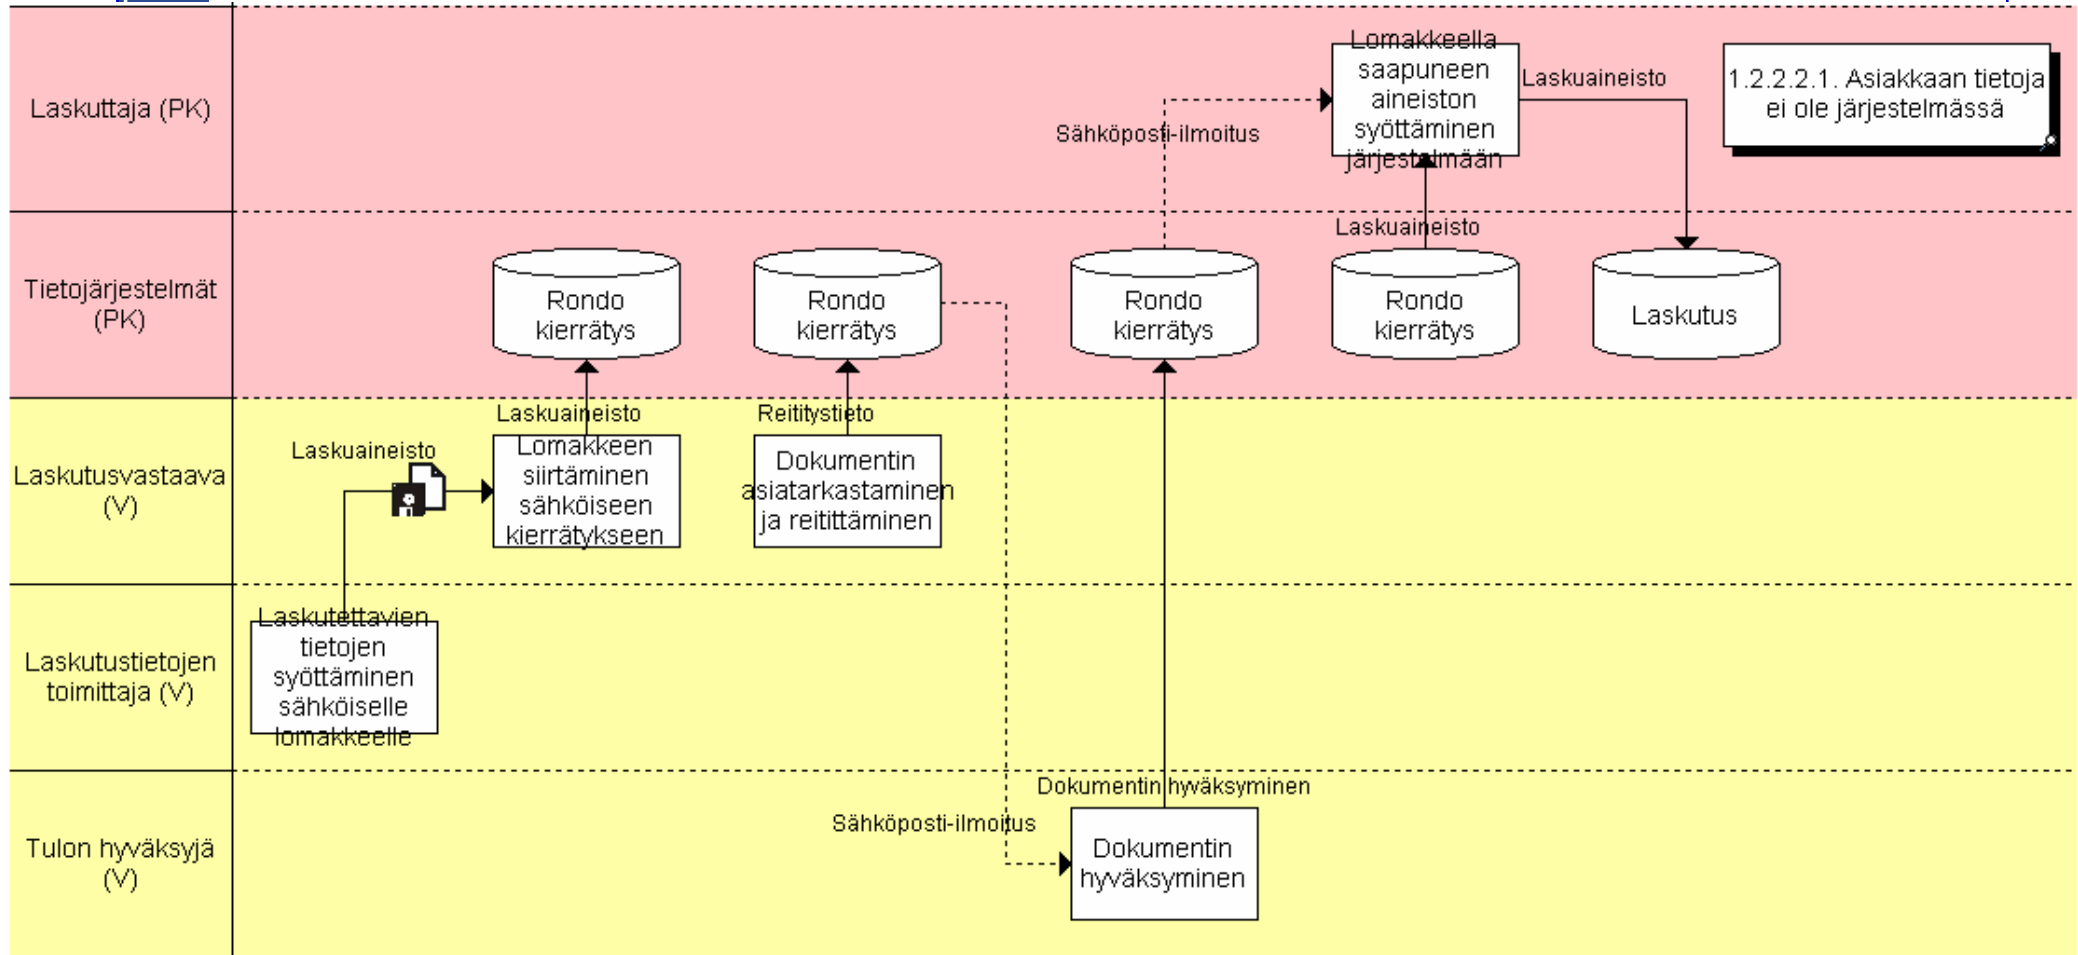 Lomakkeella
saapuneen
aineiston
syöttäminen
järjestelmään
Laskuaineisto
1.2.2.2.1. Asiakkaan tietoja
ei ole järjestelmässä
Laskuttaja (PK)
Sähköposti-ilmoitus
Laskuaineisto
Tietojärjestelmät
(PK)
Rondo
kierrätys
Rondo
kierrätys
Rondo
kierrätys
Rondo
kierrätys
Laskutus
Laskuaineisto
Reititystieto
Laskuaineisto
Laskutusvastaava
(V)
Lomakkeen
siirtäminen
sähköiseen
kierrätykseen
Dokumentin
asiatarkastaminen
ja reitittäminen
Laskutustietojen
toimittaja (V)
Laskutettavien
tietojen
syöttäminen
sähköiselle
lomakkeelle
Dokumentin hyväksyminen
Sähköposti-ilmoitus
Tulon hyväksyjä
(V)
Dokumentin
hyväksyminen